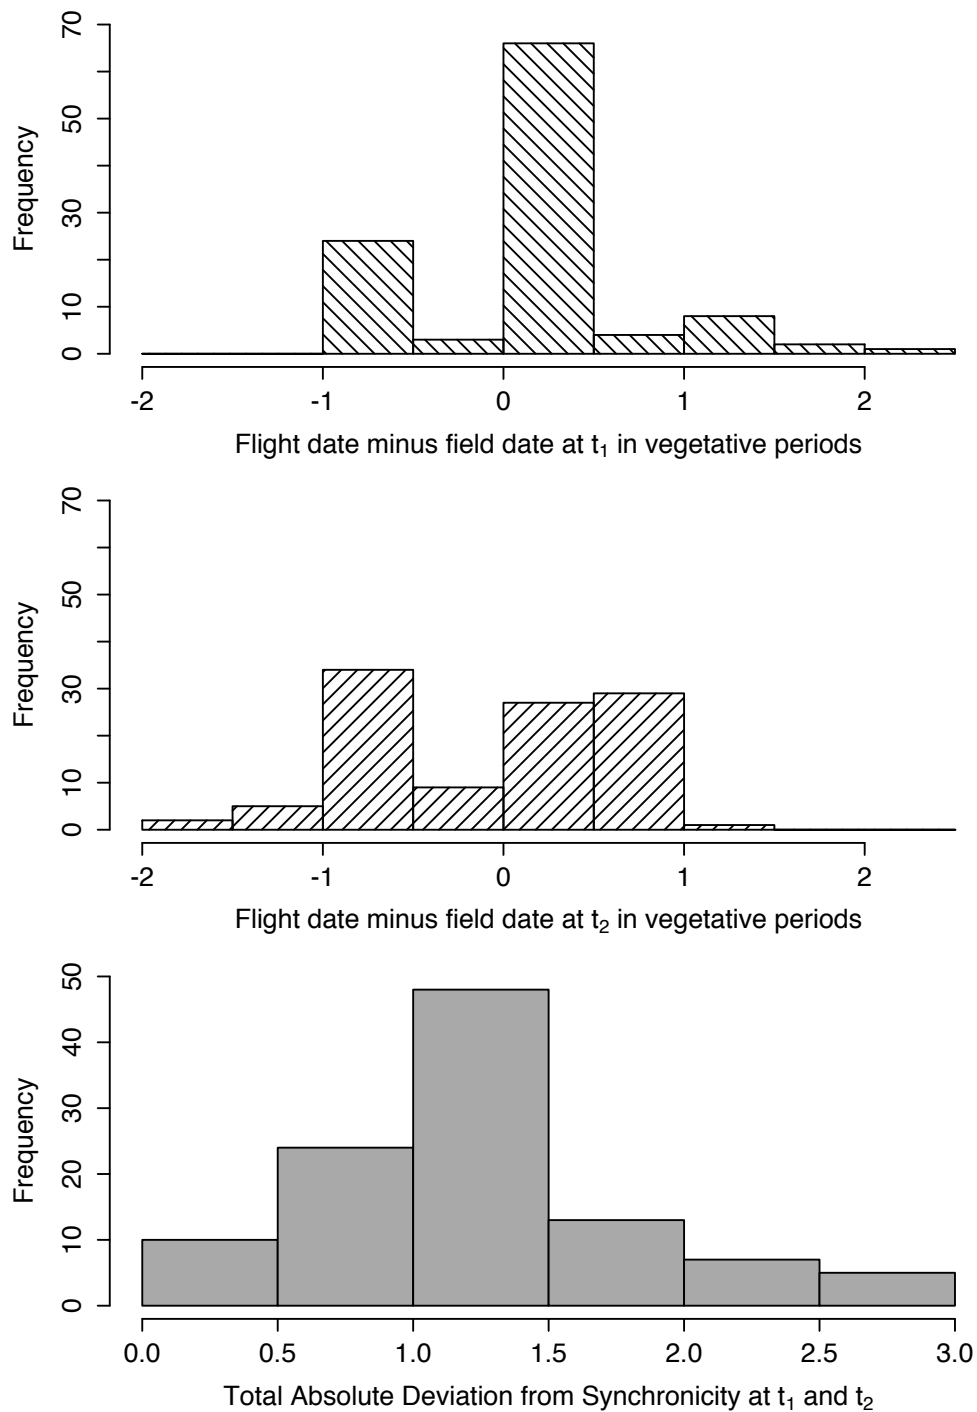 70
50
30
10
0
Frequency
-2 -1 0 1 2
Flight date minus field date at t₁ in vegetative periods
70
50
30
10
0
Frequency
-2 -1 0 1 2
Flight date minus field date at t₂ in vegetative periods
50
40
30
20
10
0
Frequency
0.0 0.5 1.0 1.5 2.0 2.5 3.0
Total Absolute Deviation from Synchronicity at t₁ and t₂